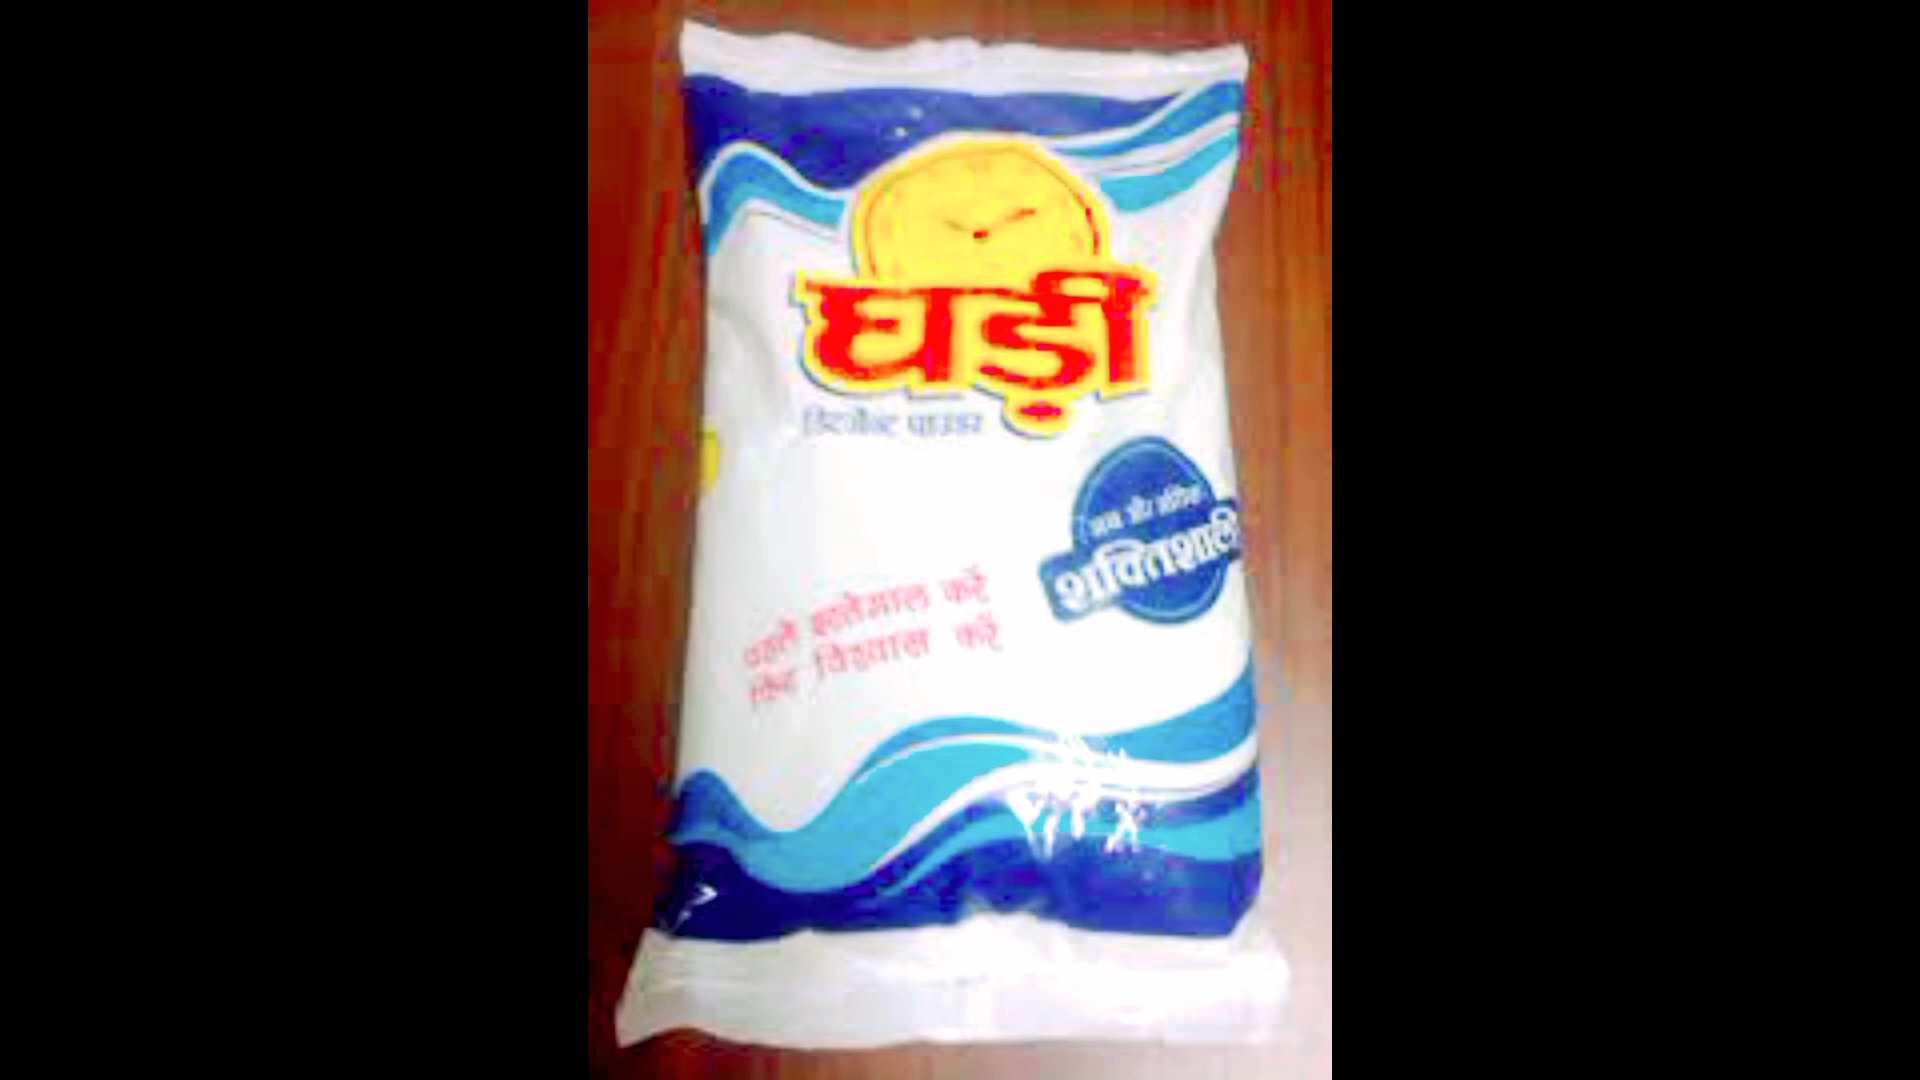 घड़ी
डिटर्जेन्ट पाउडर
अब और अधिक
शक्तिशाली
पहले इस्तेमाल करें
फिर विश्वास करें